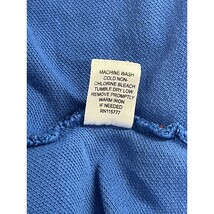 MACHINE WASH
COLD NON-
CHLORINE BLEACH
TUMBLE DRY LOW
REMOVE PROMPTLY
WARM IRON
IF NEEDED
RN115777